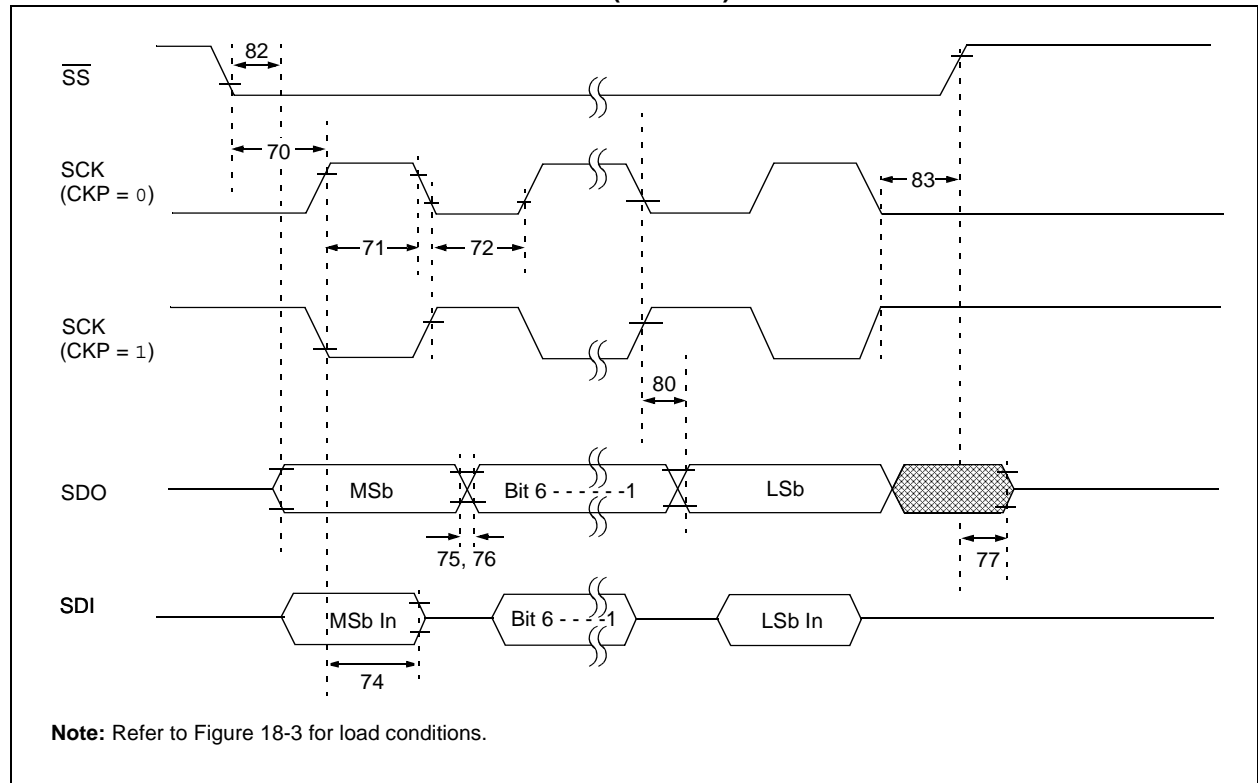 82
SS
70
SCK
(CKP = 0)
83
71
72
SCK
(CKP = 1)
80
SDO
MSb
Bit 6 - - - - - -1
LSb
75, 76
77
SDI
MSb In
Bit 6 - - - -1
LSb In
74
Note: Refer to Figure 18-3 for load conditions.